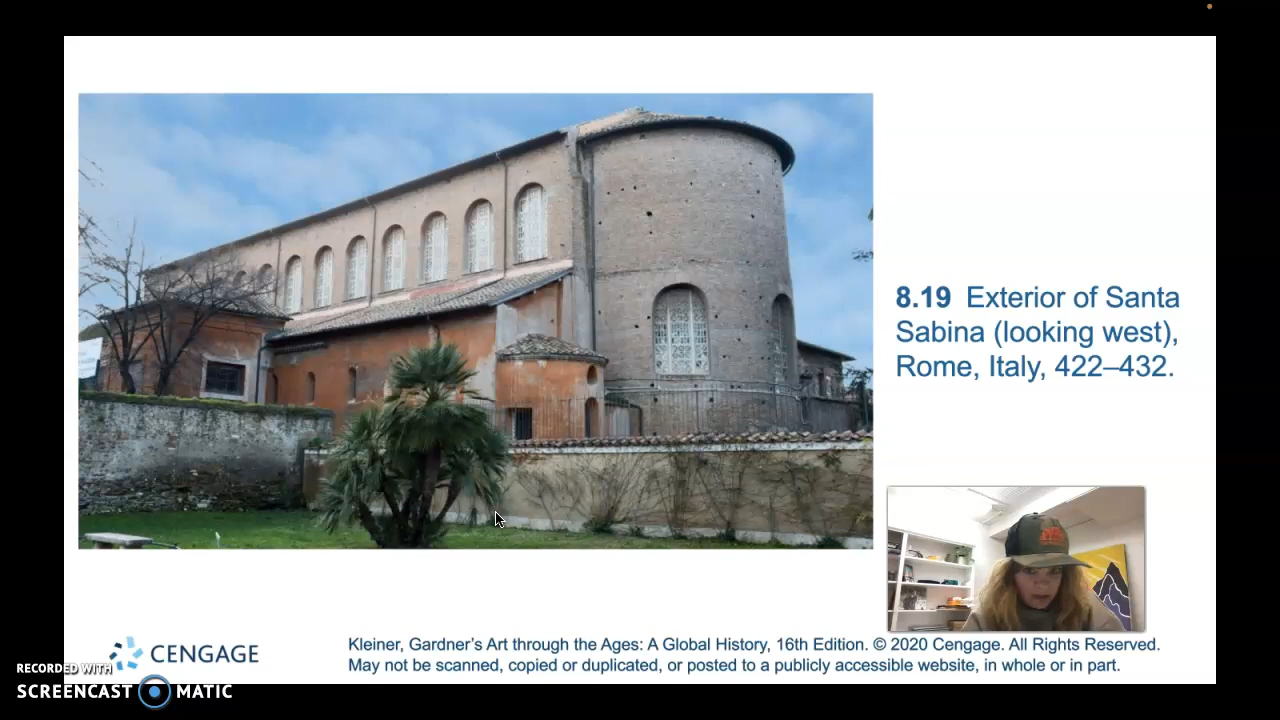 8.19 Exterior of Santa
Sabina (looking west),
Rome, Italy, 422–432.
CENGAGE
Kleiner, Gardner’s Art through the Ages: A Global History, 16th Edition. © 2020 Cengage. All Rights Reserved.
May not be scanned, copied or duplicated, or posted to a publicly accessible website, in whole or in part.
RECORDED WITH
SCREENCAST MATIC